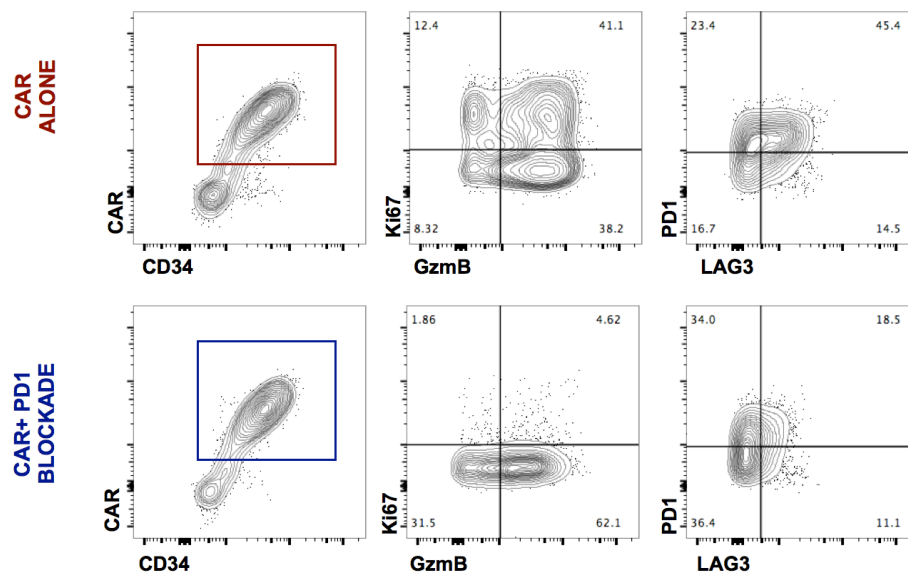 CAR
ALONE
CAR
CD34
12.4 41.1
Ki67
8.32 38.2
GzmB
23.4 45.4
PD1
16.7 14.5
LAG3
CAR+ PD1
BLOCKADE
CAR
CD34
1.86 4.62
Ki67
31.5 62.1
GzmB
34.0 18.5
PD1
36.4 11.1
LAG3